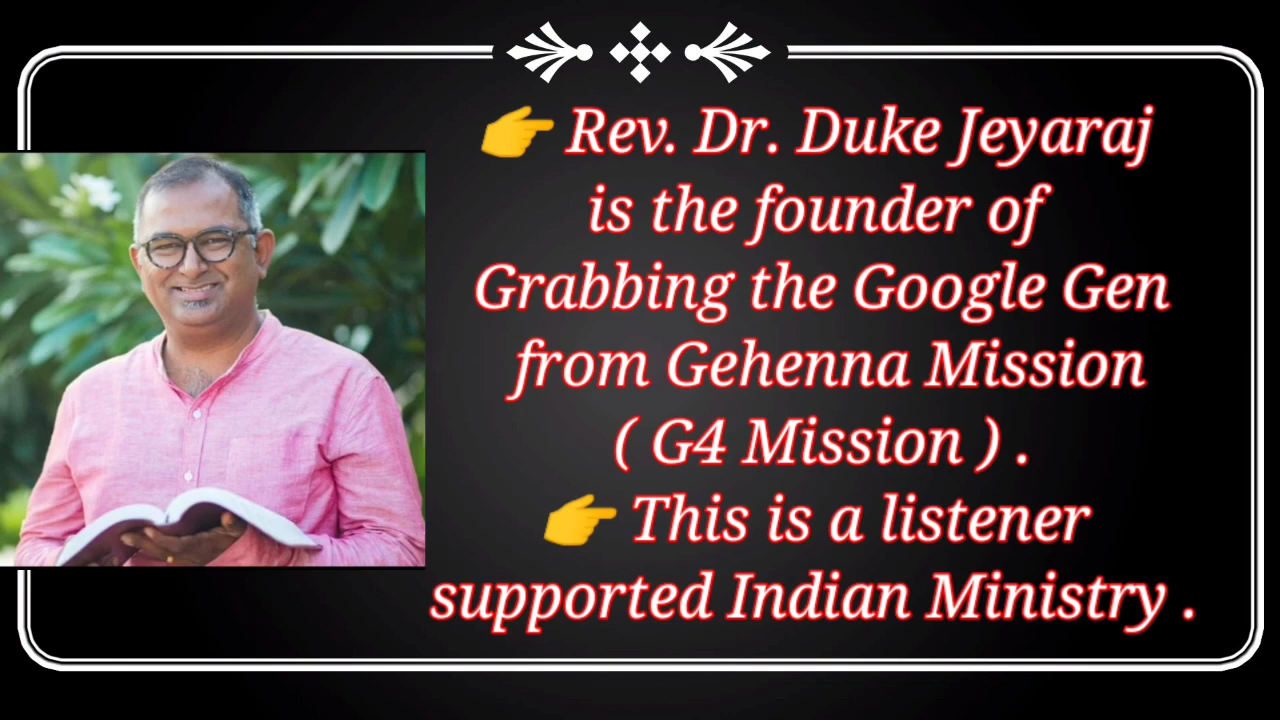 👉 Rev. Dr. Duke Jeyaraj
is the founder of
Grabbing the Google Gen
from Gehenna Mission
( G4 Mission ) .
👉 This is a listener
supported Indian Ministry .